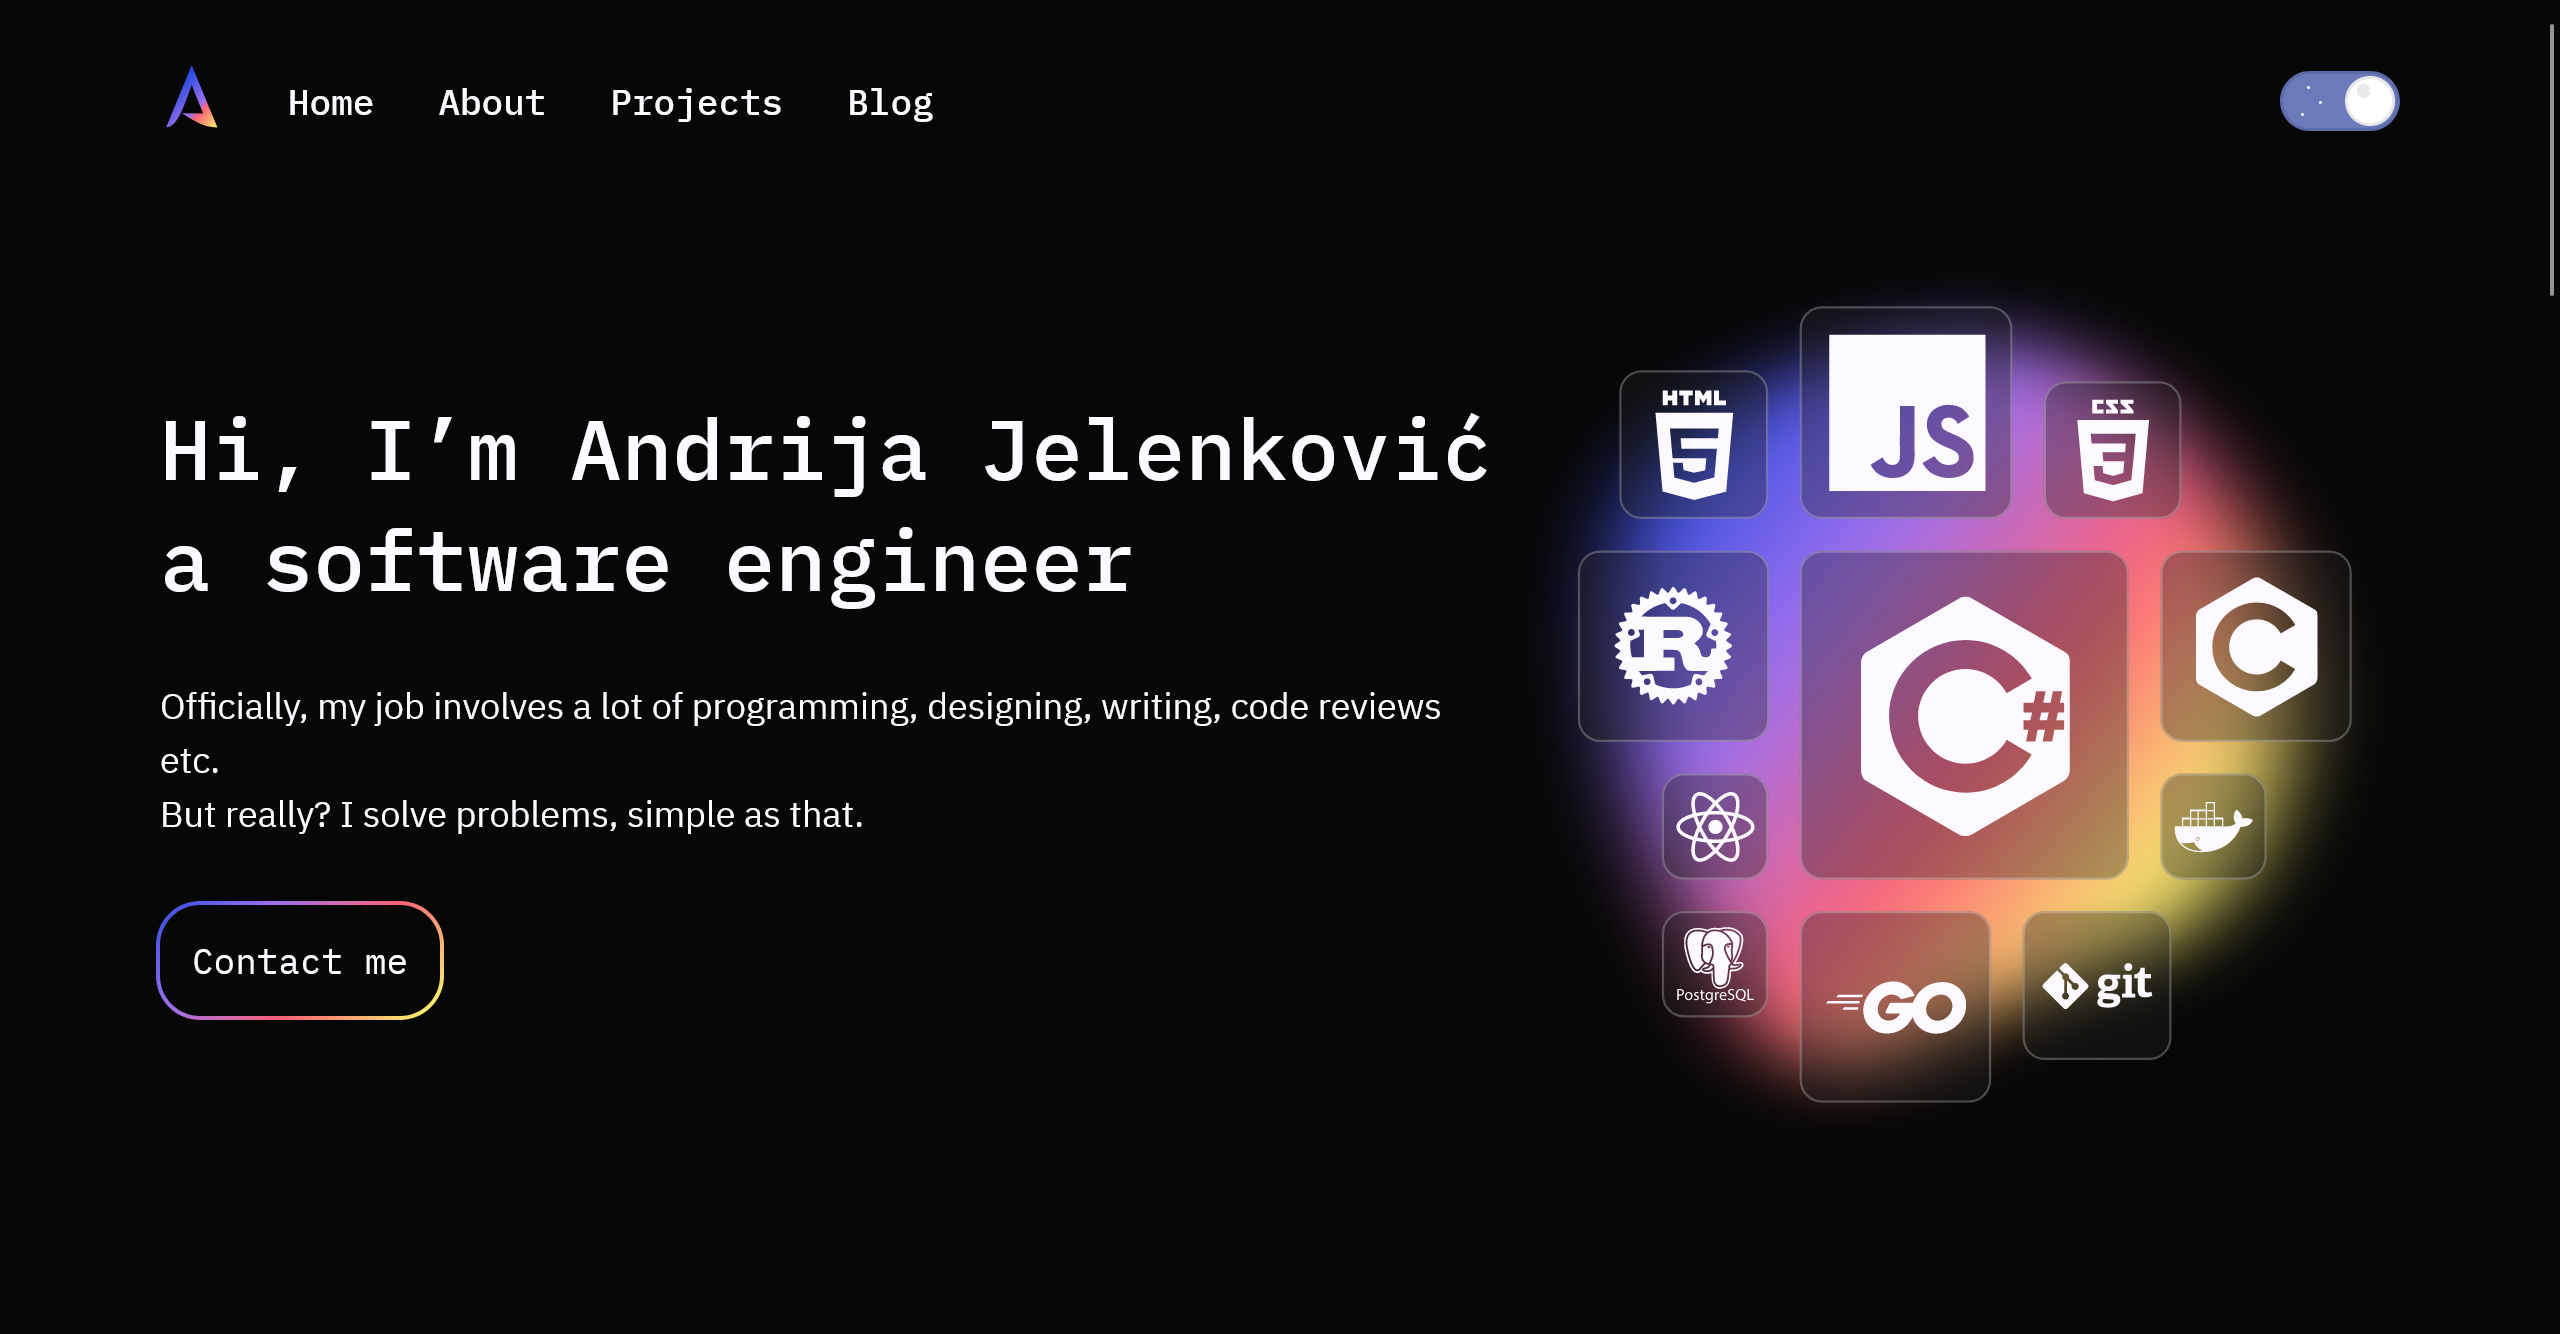 Home About Projects Blog
Hi, I’m Andrija Jelenković
a software engineer
Officially, my job involves a lot of programming, designing, writing, code reviews
etc.
But really? I solve problems, simple as that.
Contact me
HTML
5
JS
CSS
3
R
C#
C
PostgreSQL
GO
git